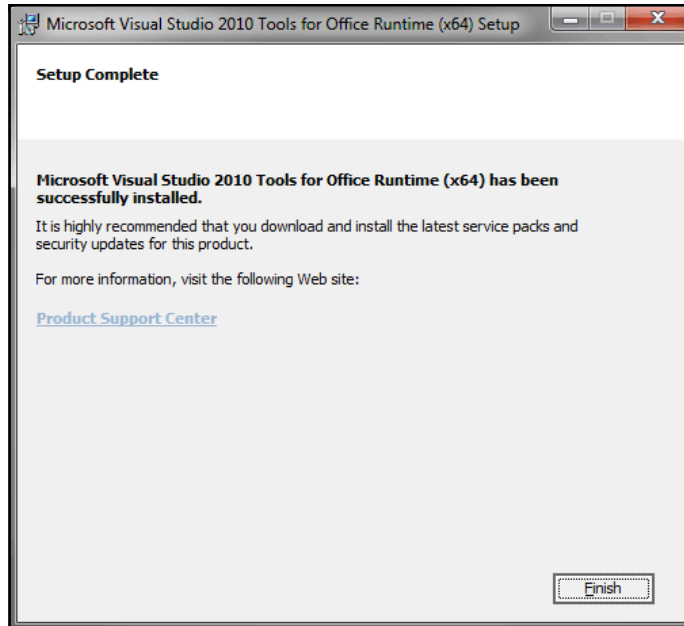 Microsoft Visual Studio 2010 Tools for Office Runtime (x64) Setup
Setup Complete
Microsoft Visual Studio 2010 Tools for Office Runtime (x64) has been
successfully installed.
It is highly recommended that you download and install the latest service packs and
security updates for this product.
For more information, visit the following Web site:
Product Support Center
Finish